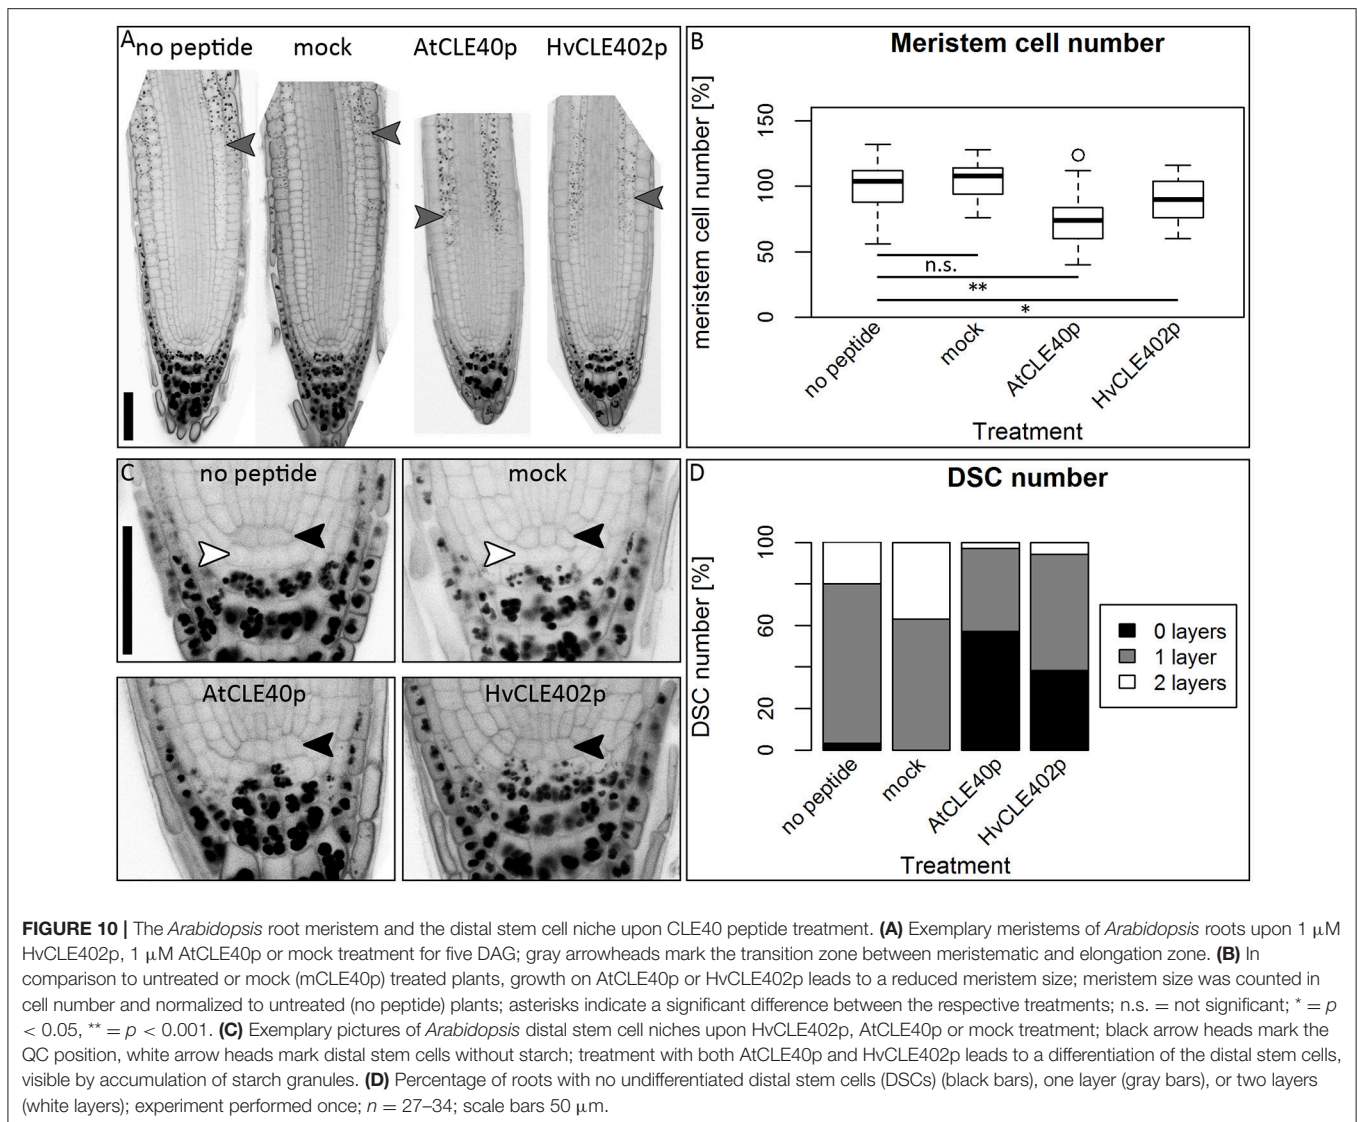 A no peptide mock AtCLE40p HvCLE402p
B
Meristem cell number
meristem cell number [%]
150
100
50
0
n.s.
**
*
no peptide
mock
AtCLE40p
HvCLE402p
Treatment
C no peptide
mock
AtCLE40p
HvCLE402p
D
DSC number
DSC number [%]
100
60
20
0
0 layers
1 layer
2 layers
no peptide
mock
AtCLE40p
HvCLE402p
Treatment
FIGURE 10 | The Arabidopsis root meristem and the distal stem cell niche upon CLE40 peptide treatment. (A) Exemplary meristems of Arabidopsis roots upon 1 μM
HvCLE402p, 1 μM AtCLE40p or mock treatment for five DAG; gray arrowheads mark the transition zone between meristematic and elongation zone. (B) In
comparison to untreated or mock (mCLE40p) treated plants, growth on AtCLE40p or HvCLE402p leads to a reduced meristem size; meristem size was counted in
cell number and normalized to untreated (no peptide) plants; asterisks indicate a significant difference between the respective treatments; n.s. = not significant; * = p
< 0.05, ** = p < 0.001. (C) Exemplary pictures of Arabidopsis distal stem cell niches upon HvCLE402p, AtCLE40p or mock treatment; black arrow heads mark the
QC position, white arrow heads mark distal stem cells without starch; treatment with both AtCLE40p and HvCLE402p leads to a differentiation of the distal stem cells,
visible by accumulation of starch granules. (D) Percentage of roots with no undifferentiated distal stem cells (DSCs) (black bars), one layer (gray bars), or two layers
(white layers); experiment performed once; n = 27–34; scale bars 50 μm.